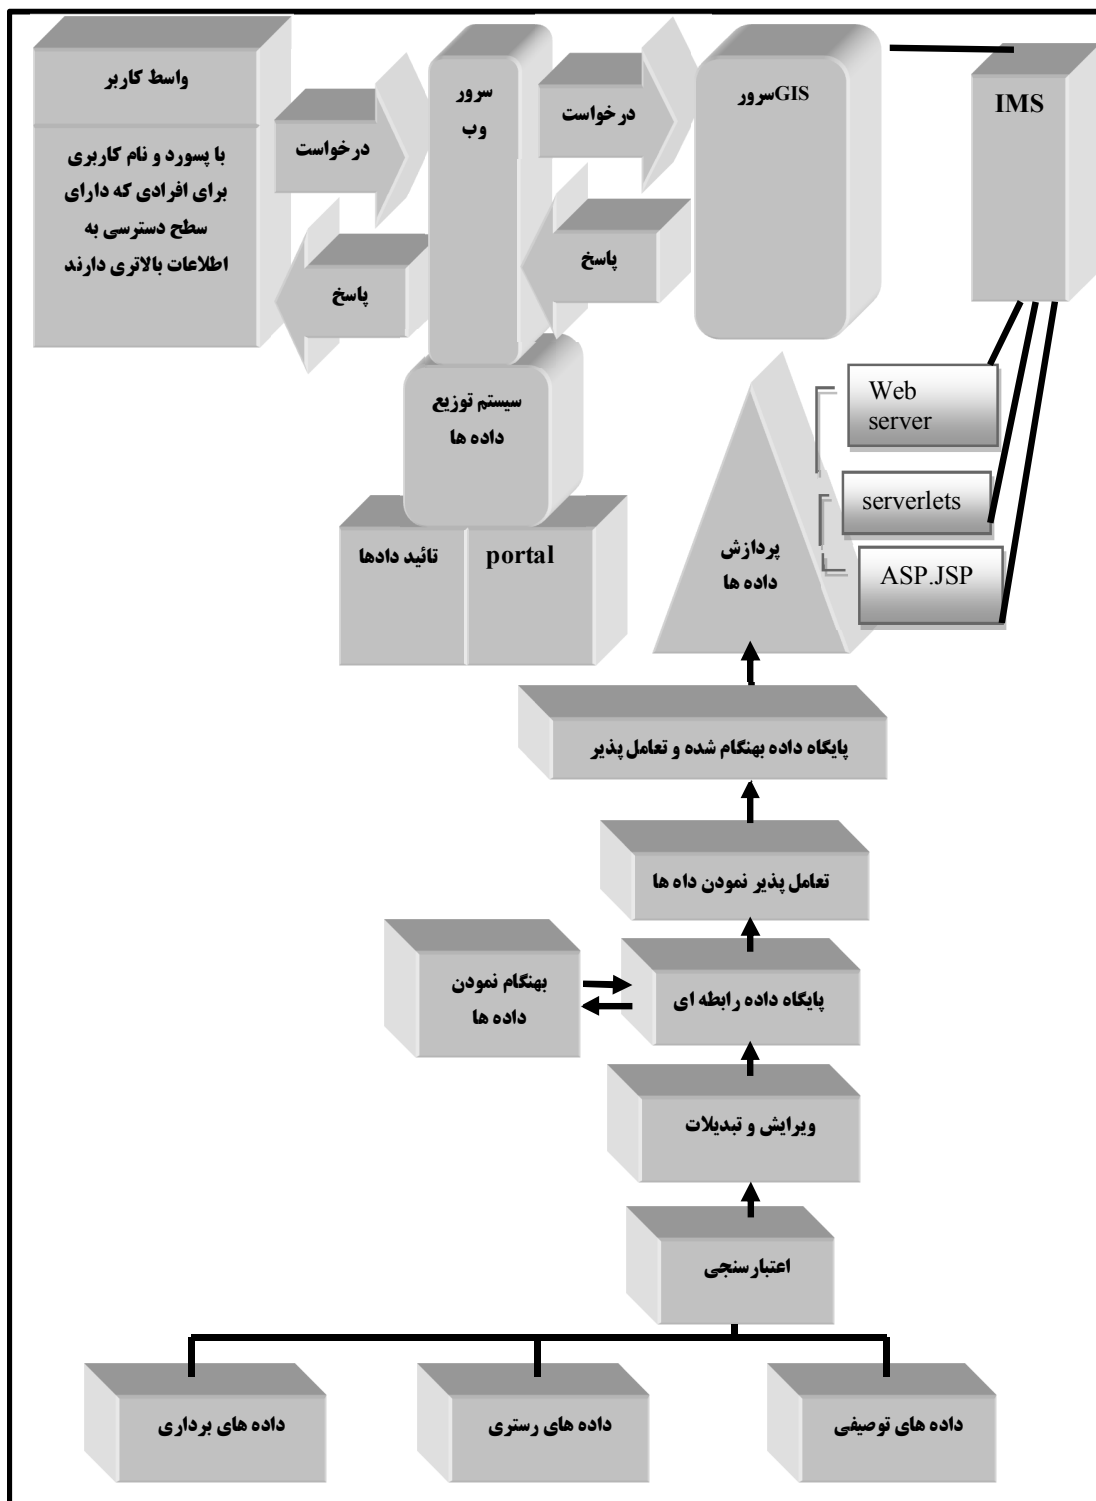 واسط کاربر
با پسورد و نام کاربری
برای افرادی که دارای
سطح دسترسی به
اطلاعات بالاتری دارند
درخواست
پاسخ
سرور
وب
درخواست
پاسخ
سرورGIS
IMS
Web
server
serverlets
ASP.JSP
سیستم توزیع
داده ها
تائید دادها
portal
پردازش
داده ها
پایگاه داده بهنگام شده و تعامل پذیر
تعامل پذیر نمودن داه ها
بهنگام نمودن
داده ها
پایگاه داده رابطه ای
ویرایش و تبدیلات
اعتبارسنجی
داده های برداری
داده های رستری
داده های توصیفی